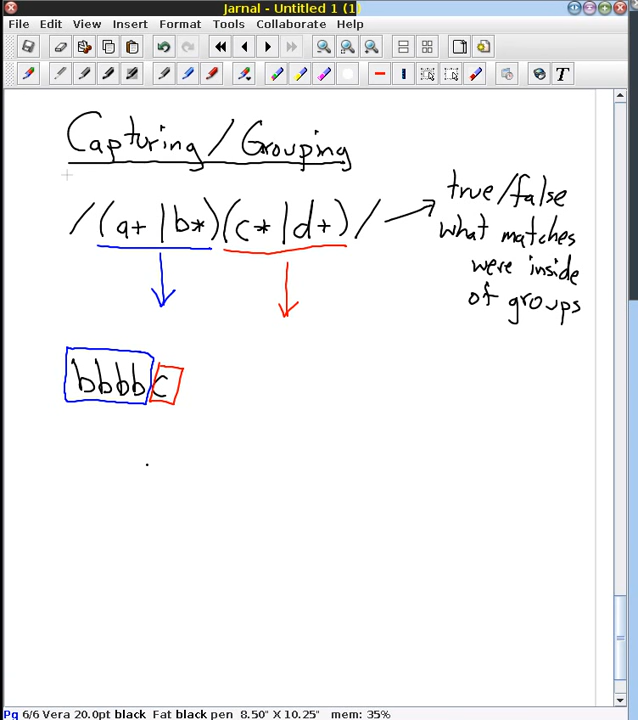 Jarnal - Untitled 1 (1)
File Edit View Insert Format Tools Collaborate Help
T
Capturing / Grouping
/(a+|b*)(c*|d+)/
true/false
what matches
were inside
of groups
bbbbc
Pg 6/6 Vera 20.0pt black Fat black pen 8.50" X 10.25" mem: 35%